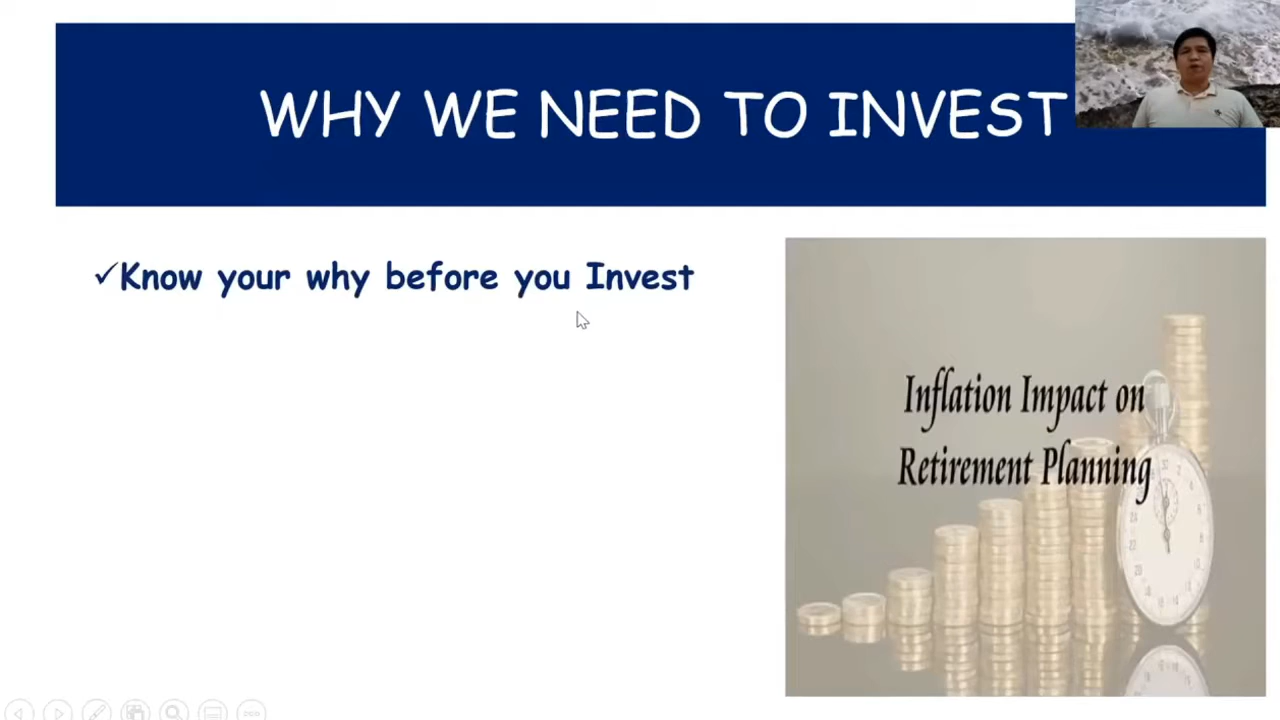 WHY WE NEED TO INVEST
✓Know your why before you Invest
Inflation Impact on
Retirement Planning